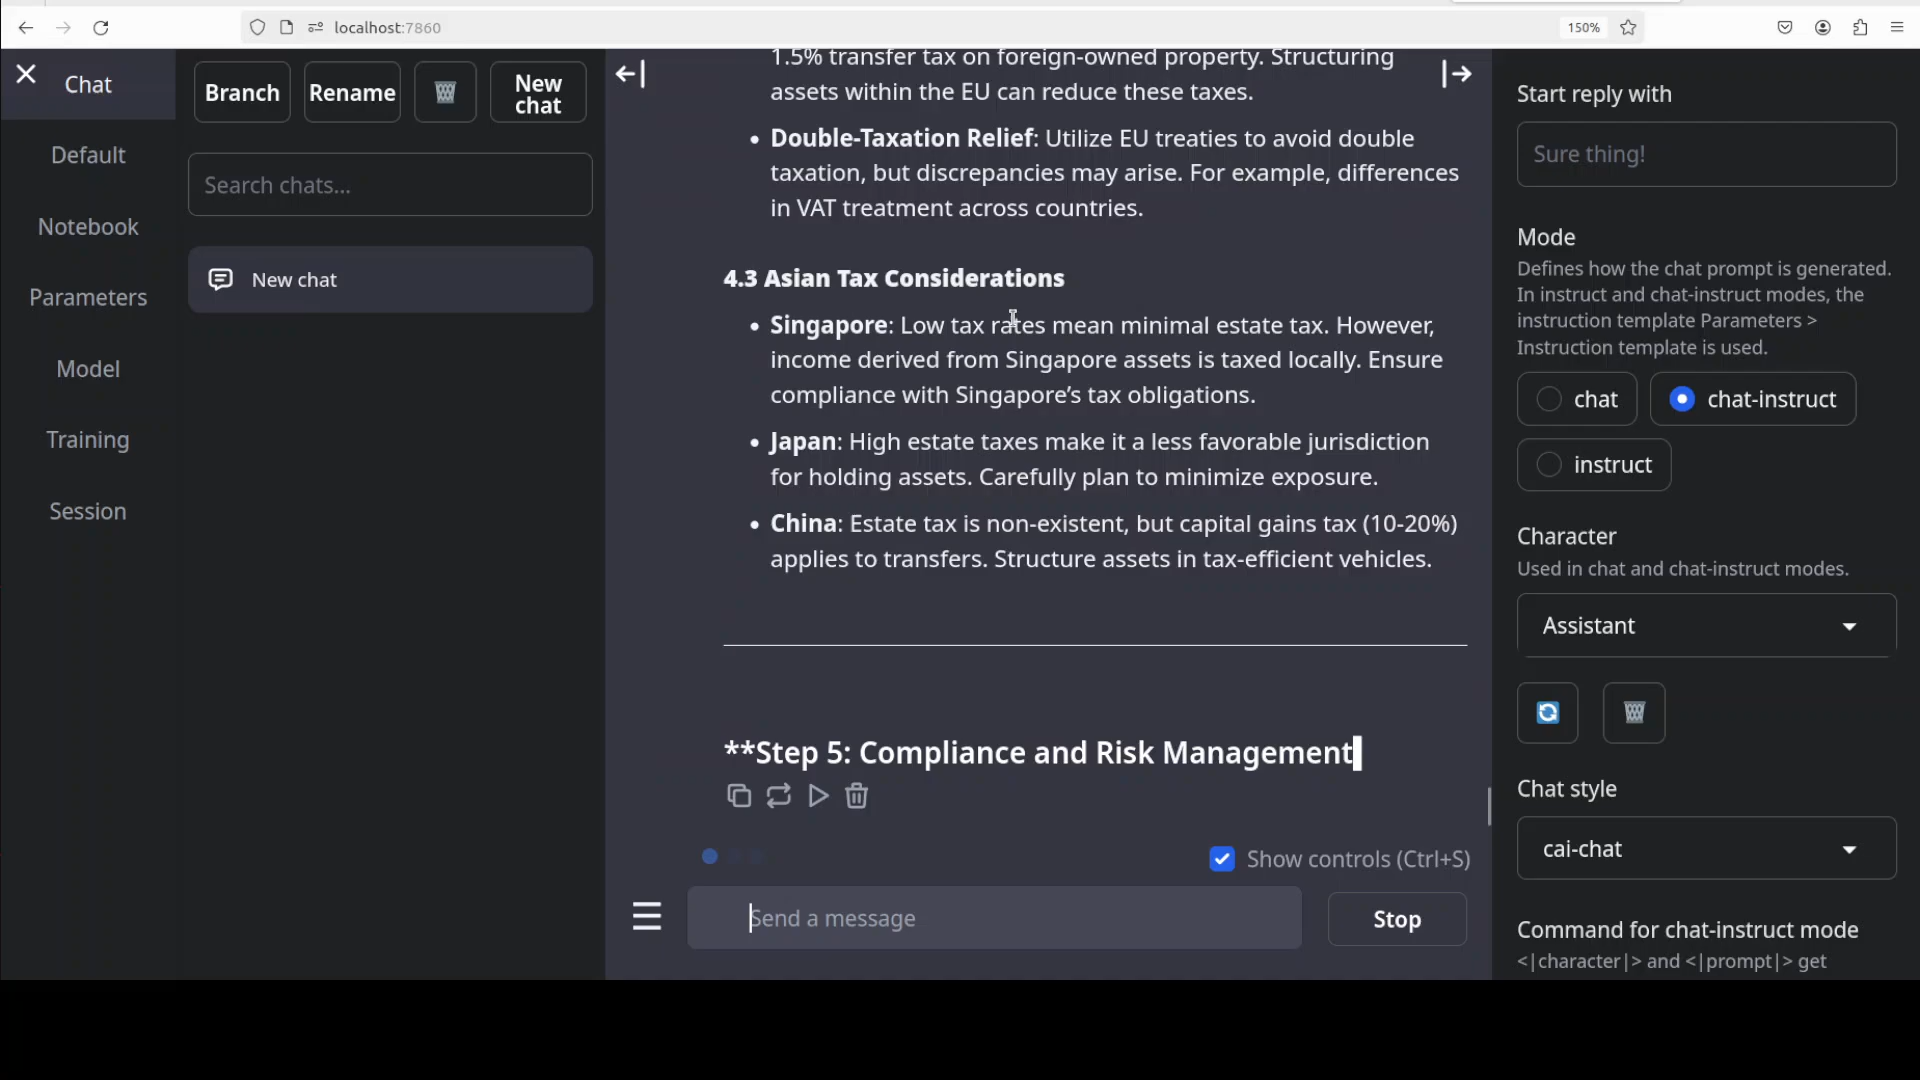 localhost:7860
150%
Chat
Default
Notebook
Parameters
Model
Training
Session
Branch
Rename
New
chat
Search chats...
New chat
1.5% transfer tax on foreign-owned property. Structuring
assets within the EU can reduce these taxes.
• Double-Taxation Relief: Utilize EU treaties to avoid double
taxation, but discrepancies may arise. For example, differences
in VAT treatment across countries.
4.3 Asian Tax Considerations
• Singapore: Low tax rates mean minimal estate tax. However,
income derived from Singapore assets is taxed locally. Ensure
compliance with Singapore’s tax obligations.
• Japan: High estate taxes make it a less favorable jurisdiction
for holding assets. Carefully plan to minimize exposure.
• China: Estate tax is non-existent, but capital gains tax (10-20%)
applies to transfers. Structure assets in tax-efficient vehicles.
**Step 5: Compliance and Risk Management
Show controls (Ctrl+S)
Send a message
Stop
Start reply with
Sure thing!
Mode
Defines how the chat prompt is generated.
In instruct and chat-instruct modes, the
instruction template Parameters >
Instruction template is used.
chat
chat-instruct
instruct
Character
Used in chat and chat-instruct modes.
Assistant
Chat style
cai-chat
Command for chat-instruct mode
<|character|> and <|prompt|> get